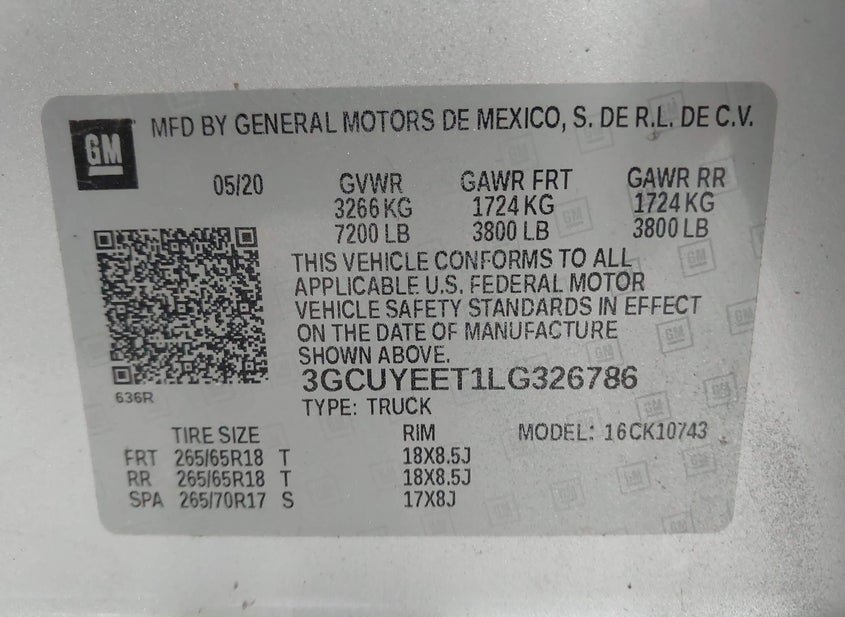 GM
MFD BY GENERAL MOTORS DE MEXICO, S. DE R.L. DE C.V.
05/20 GVWR GAWR FRT GAWR RR
3266 KG 1724 KG 1724 KG
7200 LB 3800 LB 3800 LB
THIS VEHICLE CONFORMS TO ALL
APPLICABLE U.S. FEDERAL MOTOR
VEHICLE SAFETY STANDARDS IN EFFECT
ON THE DATE OF MANUFACTURE
SHOWN ABOVE.
3GCUYEET1LG326786
636R
TYPE: TRUCK
TIRE SIZE RIM MODEL: 16CK10743
FRT 265/65R18 T 18X8.5J
RR 265/65R18 T 18X8.5J
SPA 265/70R17 S 17X8J